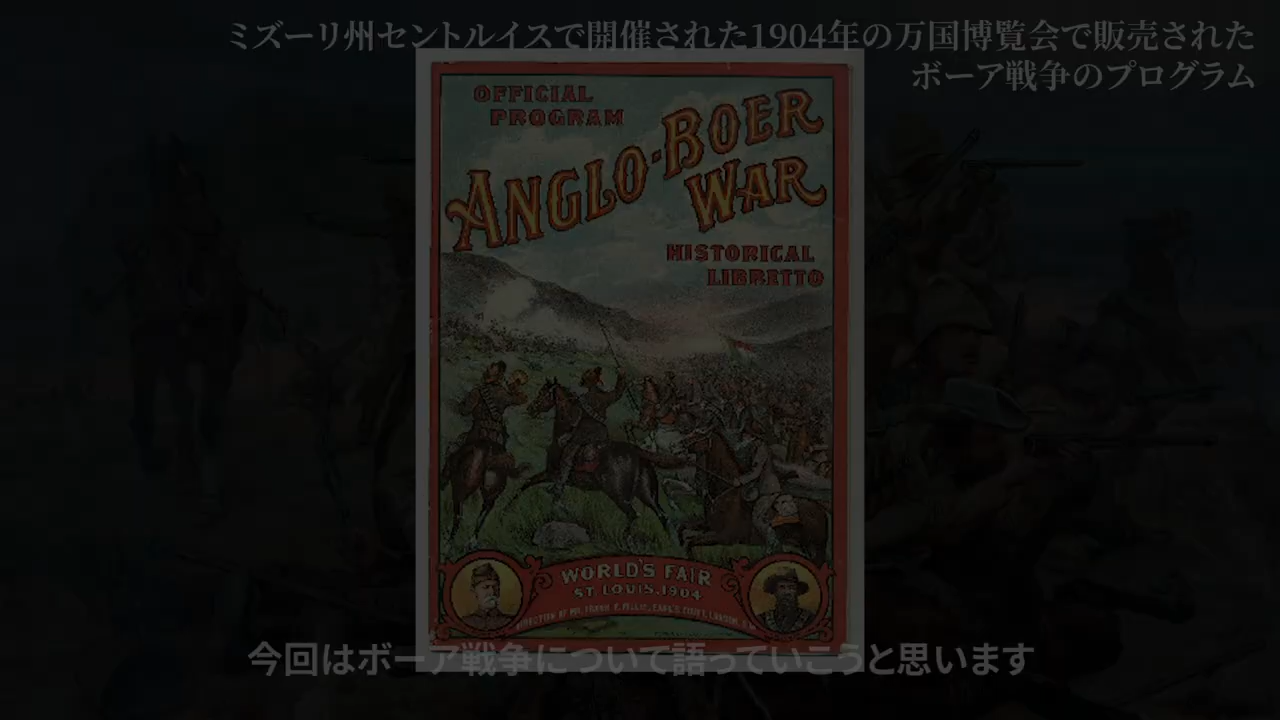 ミズーリ州セントルイスで開催された1904年の万国博覧会で販売された
ボーア戦争のプログラム
OFFICIAL
PROGRAM
ANGLO-BOER
WAR
HISTORICAL
LIBRETTO
WORLD'S FAIR
ST LOUIS. 1904
今回はボーア戦争について語っていこうと思います